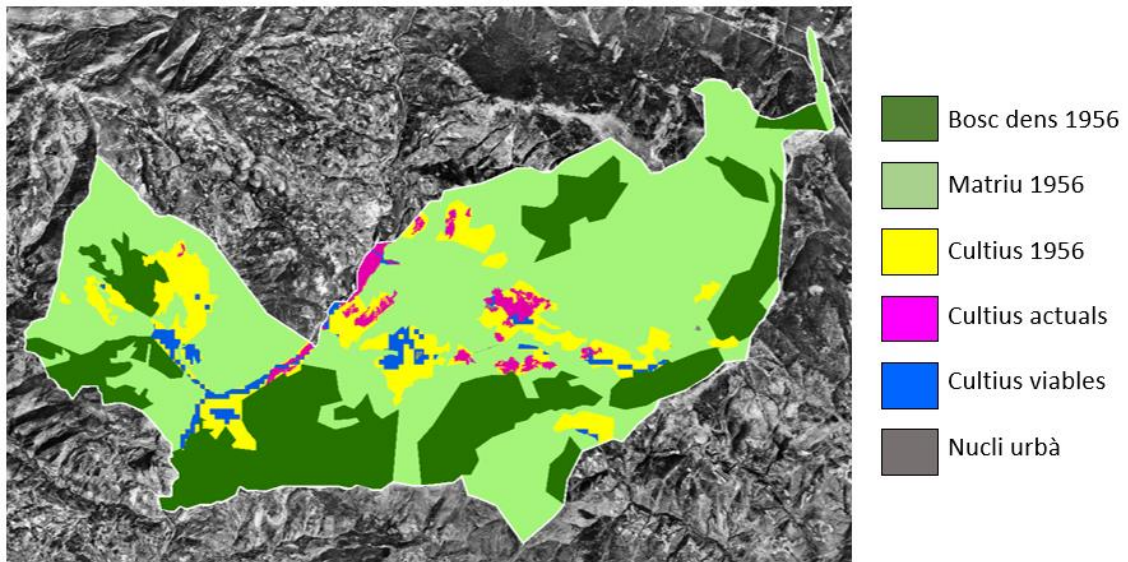 Bosc dens 1956
Matriu 1956
Cultius 1956
Cultius actuals
Cultius viables
Nucli urbà